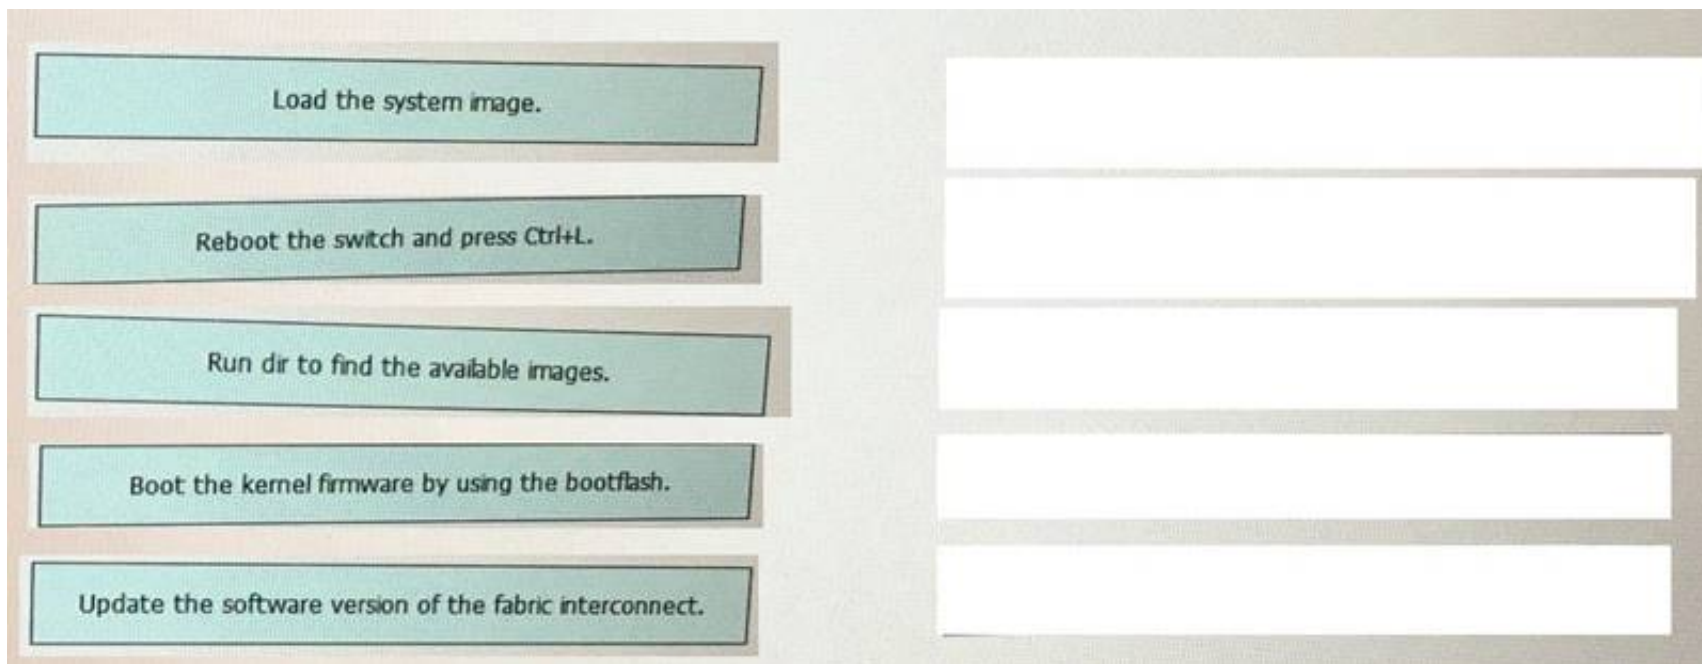 Load the system image.
Reboot the switch and press Ctrl+L.
Run dir to find the available images.
Boot the kernel firmware by using the bootflash.
Update the software version of the fabric interconnect.